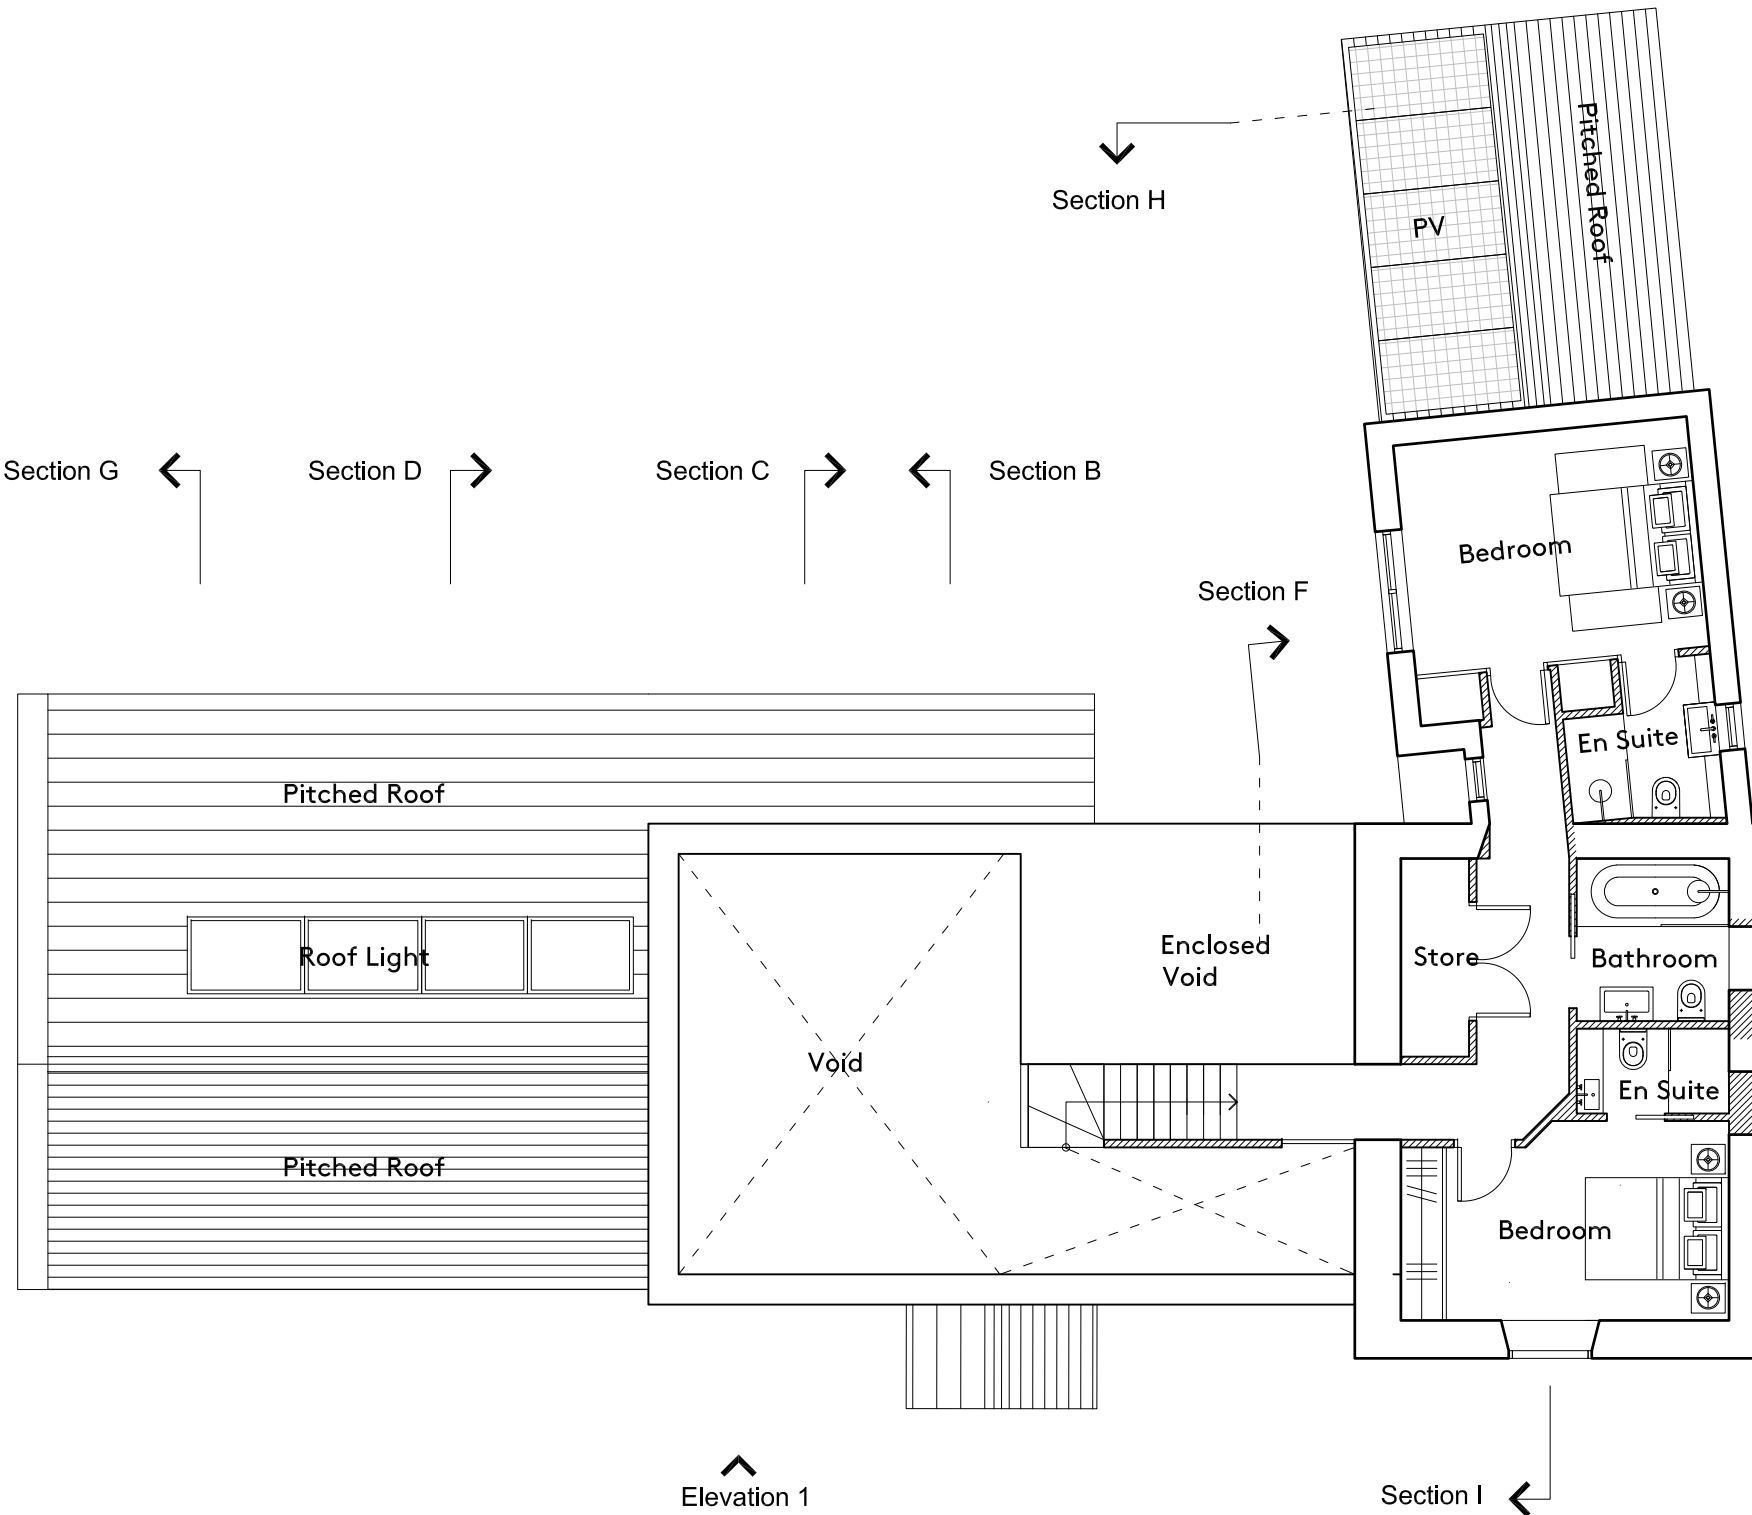 Pitched Roof
Section H
PV
Section G
Section D
Section C
Section B
Bedroom
Section F
En Suite
Pitched Roof
Enclosed
Void
Roof Light
Store
Bathroom
Void
En Suite
Pitched Roof
Bedroom
Elevation 1
Section I